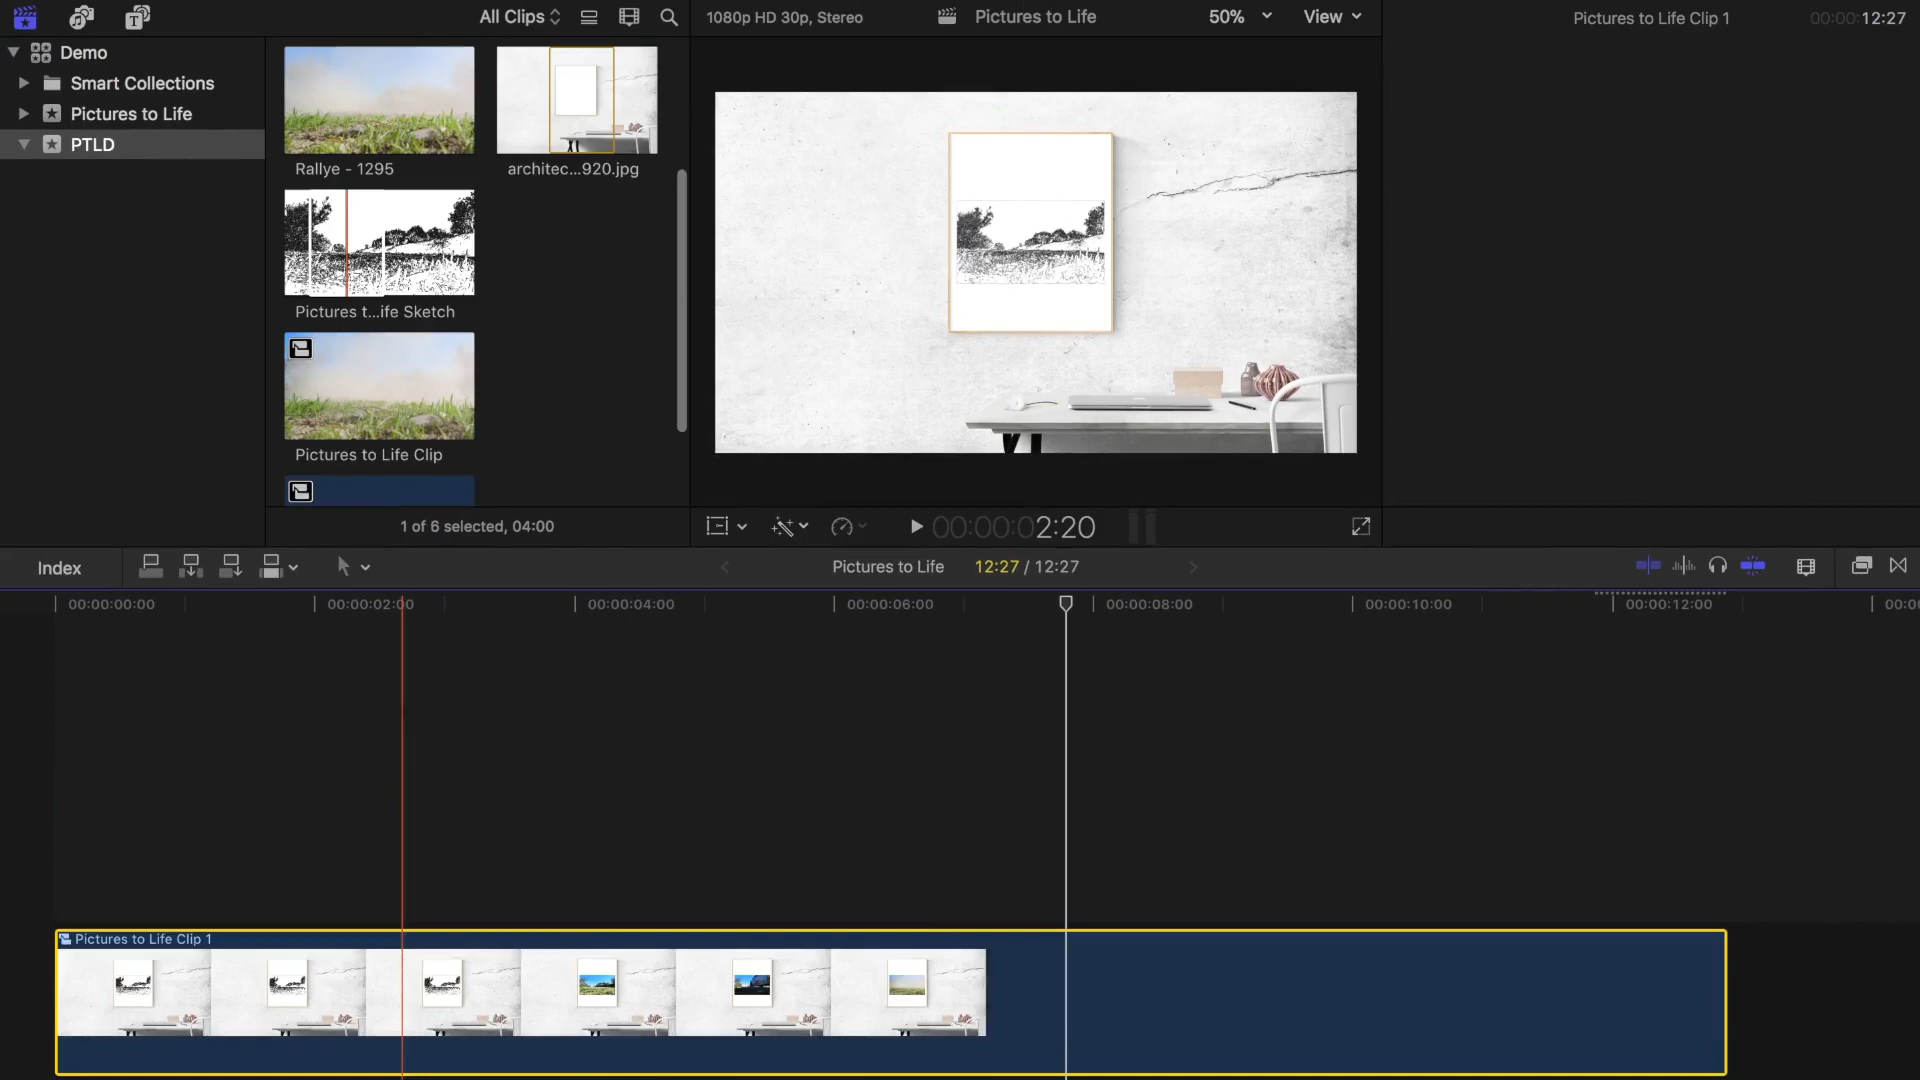 All Clips
1080p HD 30p, Stereo
Pictures to Life
50%
View
Pictures to Life Clip 1
00:00:12:27
Demo
Smart Collections
Pictures to Life
PTLD
Rallye - 1295
architec...920.jpg
Pictures t...ife Sketch
Pictures to Life Clip
1 of 6 selected, 04:00
00:00:02:20
Index
Pictures to Life
12:27 / 12:27
00:00:00:00
00:00:02:00
00:00:04:00
00:00:06:00
00:00:08:00
00:00:10:00
00:00:12:00
Pictures to Life Clip 1